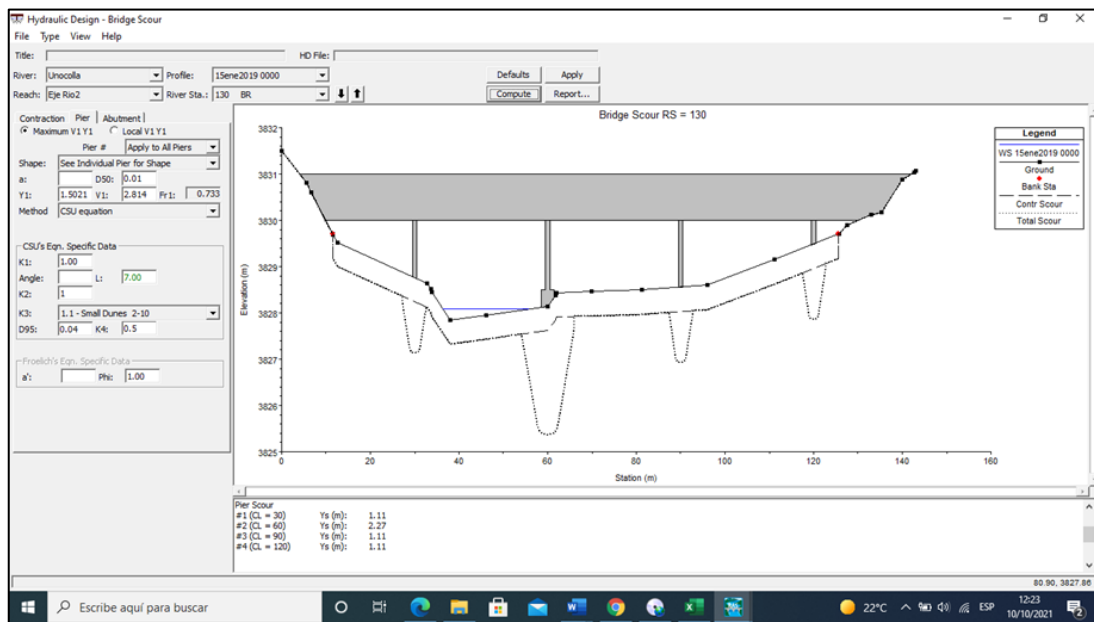 Hydraulic Design - Bridge Scour
File Type View Help
Title: HD File:
River: Unocolla Profile: 15ene2019 0000 Defaults Apply
Reach: Eje Rio2 River Sta.: 130 BR Compute Report...
Contraction Pier Abutment
Maximum V1 Y1 Local V1 Y1
Pier # Apply to All Piers
Shape: See Individual Pier for Shape
a: D50: 0.01
Y1: 1.5021 V1: 2.814 Fr1: 0.733
Method CSU equation
CSU's Eqn. Specific Data
K1: 1.00
Angle: L: 7.00
K2: 1
K3: 1.1 - Small Dunes 2-10
D95: 0.04 K4: 0.5
Froelich's Eqn. Specific Data
a': Phi: 1.00
Bridge Scour RS = 130
Elevation (m)
3832
3831
3830
3829
3828
3827
3826
3825
0 20 40 60 80 100 120 140 160
Station (m)
Legend
WS 15ene2019 0000
Ground
Bank Sta
Contr Scour
Total Scour
Pier Scour
#1 (CL = 30) Ys (m): 1.11
#2 (CL = 60) Ys (m): 2.27
#3 (CL = 90) Ys (m): 1.11
#4 (CL = 120) Ys (m): 1.11
80.90, 3827.86
Escribe aquí para buscar
22°C ESP 12:23
10/10/2021
2